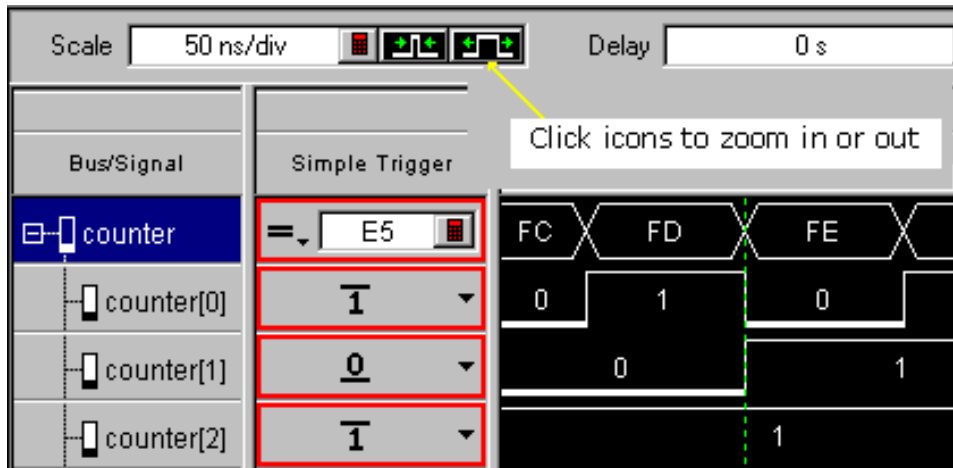 Scale 50 ns/div Delay 0 s
Click icons to zoom in or out
Bus/Signal Simple Trigger
counter = E5 FC FD FE
counter[0] 1 0 1 0
counter[1] 0 0 1
counter[2] 1 1